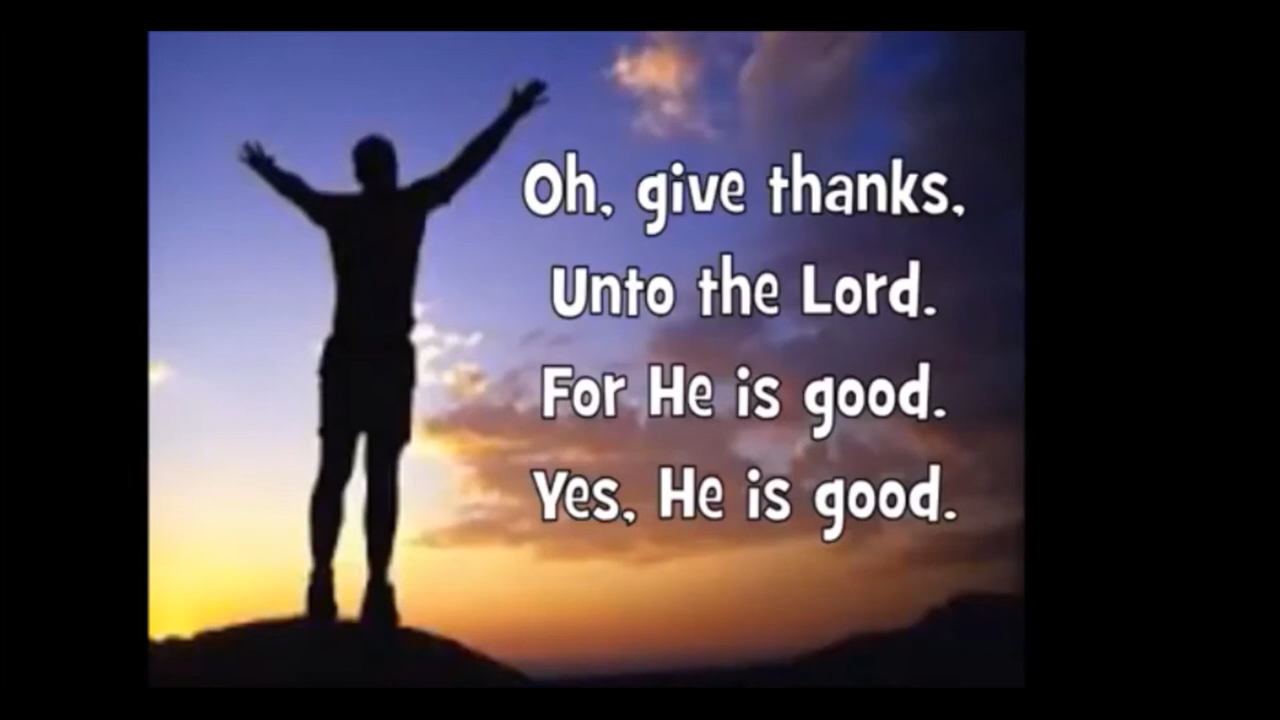 Oh, give thanks,
Unto the Lord.
For He is good.
Yes, He is good.